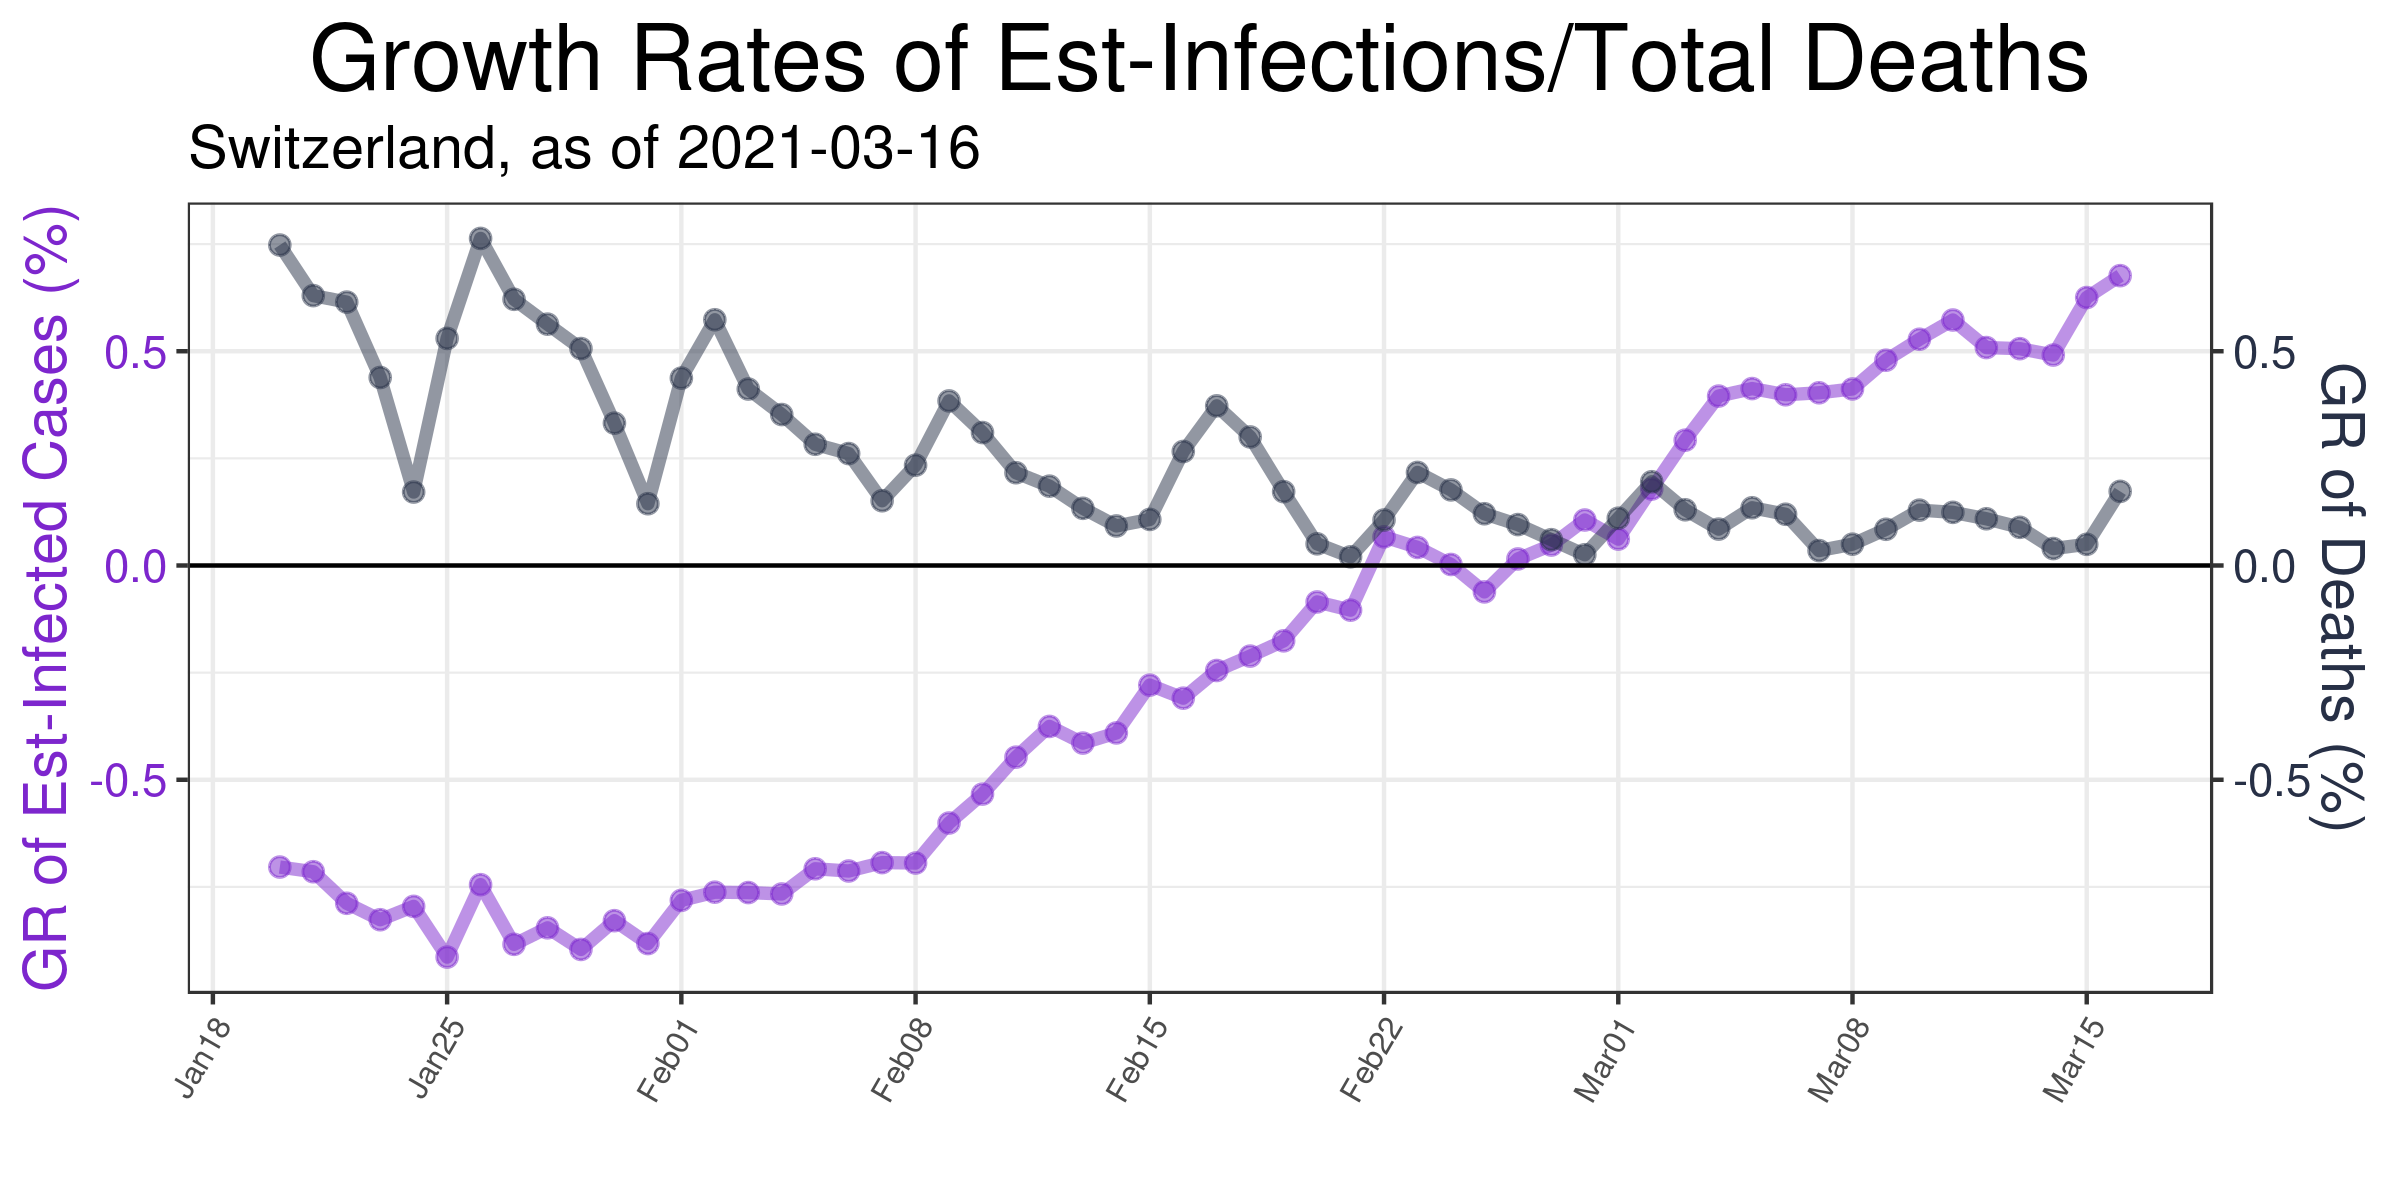 Growth Rates of Est-Infections/Total Deaths
Switzerland, as of 2021-03-16
GR of Est-Infected Cases (%)
0.5
0.0
-0.5
0.5
0.0
-0.5
GR of Deaths (%)
Jan18
Jan25
Feb01
Feb08
Feb15
Feb22
Mar01
Mar08
Mar15